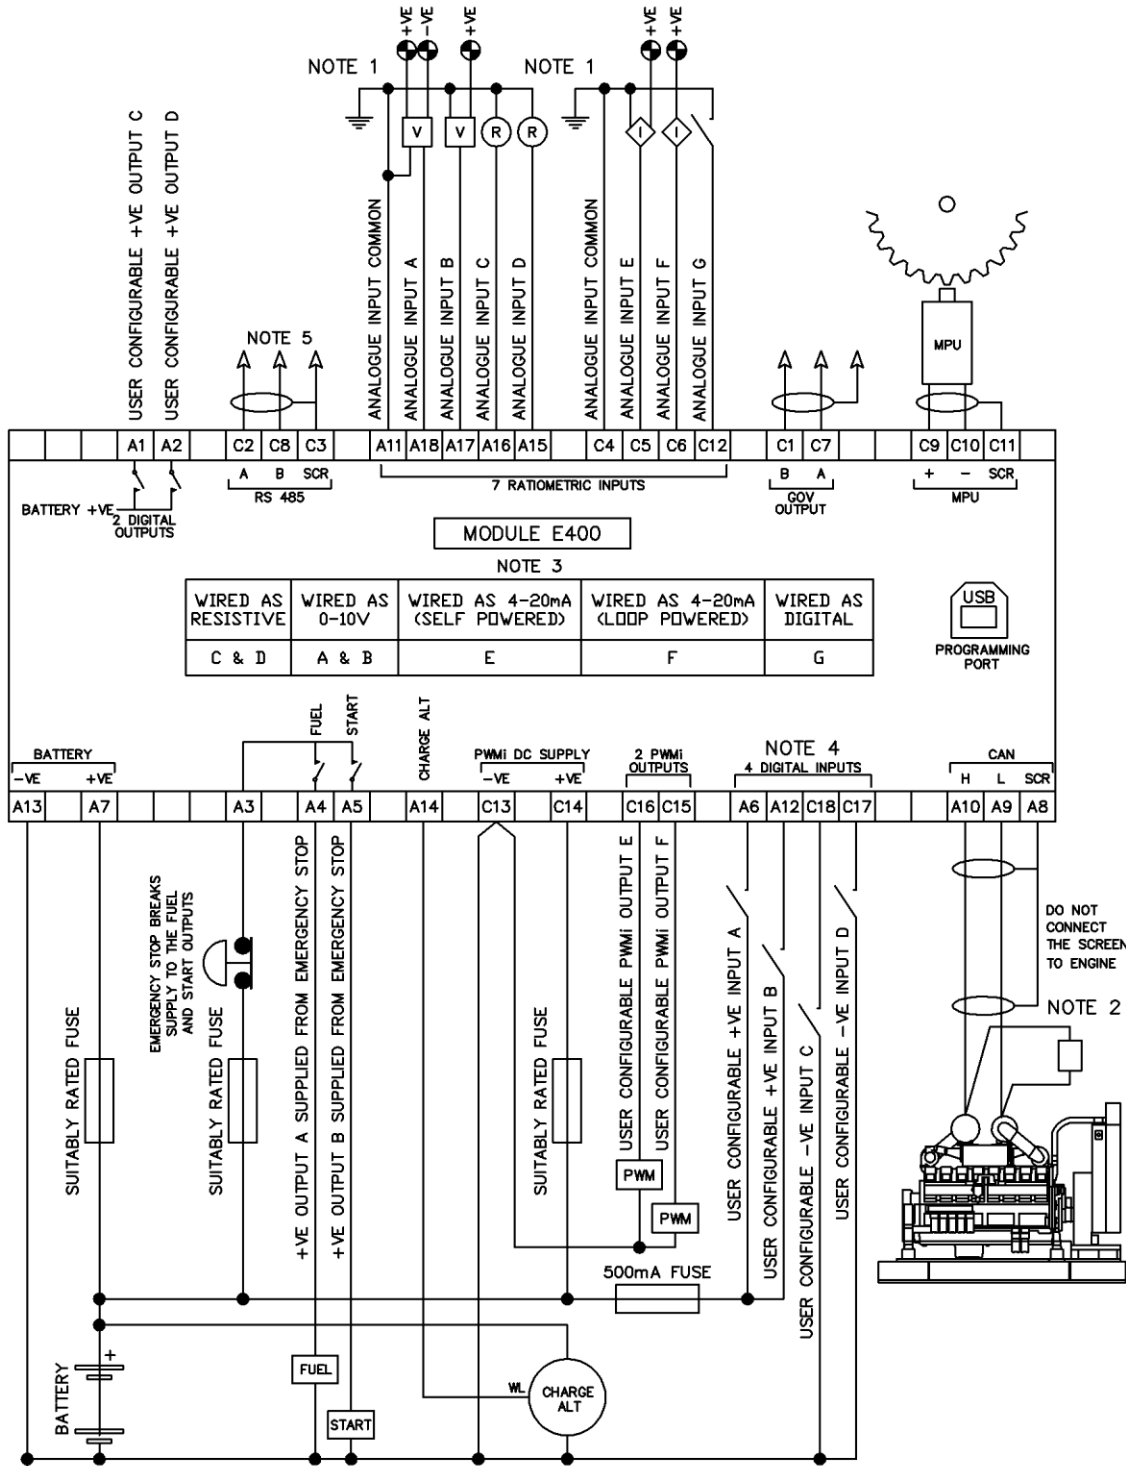 +VE
-VE
+VE
+VE
+VE
NOTE 1
NOTE 1
V
V
R
R
I
I
USER CONFIGURABLE +VE OUTPUT C
USER CONFIGURABLE +VE OUTPUT D
NOTE 5
ANALOGUE INPUT COMMON
ANALOGUE INPUT A
ANALOGUE INPUT B
ANALOGUE INPUT C
ANALOGUE INPUT D
ANALOGUE INPUT COMMON
ANALOGUE INPUT E
ANALOGUE INPUT F
ANALOGUE INPUT G
MPU
A1 A2 C2 C8 C3 A11 A18 A17 A16 A15 C4 C5 C6 C12 C1 C7 C9 C10 C11
A B SCR
RS 485
7 RATIOMETRIC INPUTS
B A
GOV
OUTPUT
+ - SCR
MPU
BATTERY +VE
2 DIGITAL
OUTPUTS
MODULE E400
NOTE 3
WIRED AS
RESISTIVE
WIRED AS
0-10V
WIRED AS 4-20mA
(SELF POWERED)
WIRED AS 4-20mA
(LOOP POWERED)
WIRED AS
DIGITAL
C & D
A & B
E
F
G
USB
PROGRAMMING
PORT
FUEL
START
CHARGE ALT
BATTERY
-VE +VE
PWMi DC SUPPLY
-VE +VE
2 PWMi
OUTPUTS
NOTE 4
4 DIGITAL INPUTS
CAN
H L SCR
A13 A7 A3 A4 A5 A14 C13 C14 C16 C15 A6 A12 C18 C17 A10 A9 A8
SUITABLY RATED FUSE
EMERGENCY STOP BREAKS
SUPPLY TO THE FUEL
AND START OUTPUTS
SUITABLY RATED FUSE
+VE OUTPUT A SUPPLIED FROM EMERGENCY STOP
+VE OUTPUT B SUPPLIED FROM EMERGENCY STOP
SUITABLY RATED FUSE
USER CONFIGURABLE PWMi OUTPUT E
USER CONFIGURABLE PWMi OUTPUT F
USER CONFIGURABLE +VE INPUT A
USER CONFIGURABLE +VE INPUT B
USER CONFIGURABLE -VE INPUT C
USER CONFIGURABLE -VE INPUT D
DO NOT
CONNECT
THE SCREEN
TO ENGINE
NOTE 2
PWM
PWM
500mA FUSE
BATTERY
+
FUEL
START
WL
CHARGE
ALT